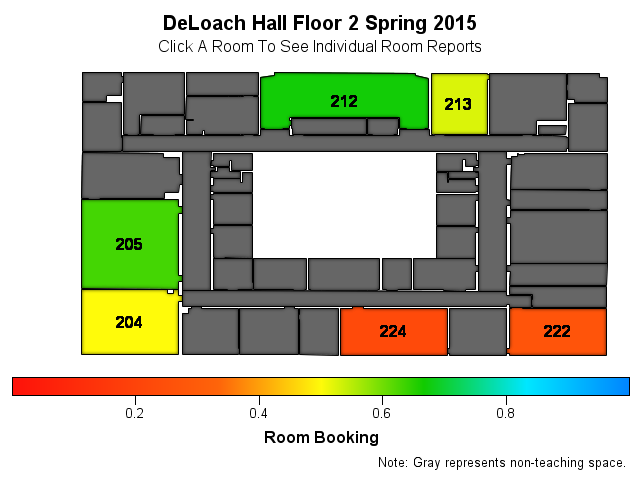 DeLoach Hall Floor 2 Spring 2015
Click A Room To See Individual Room Reports
212
213
205
204
224
222
0.2 0.4 0.6 0.8
Room Booking
Note: Gray represents non-teaching space.